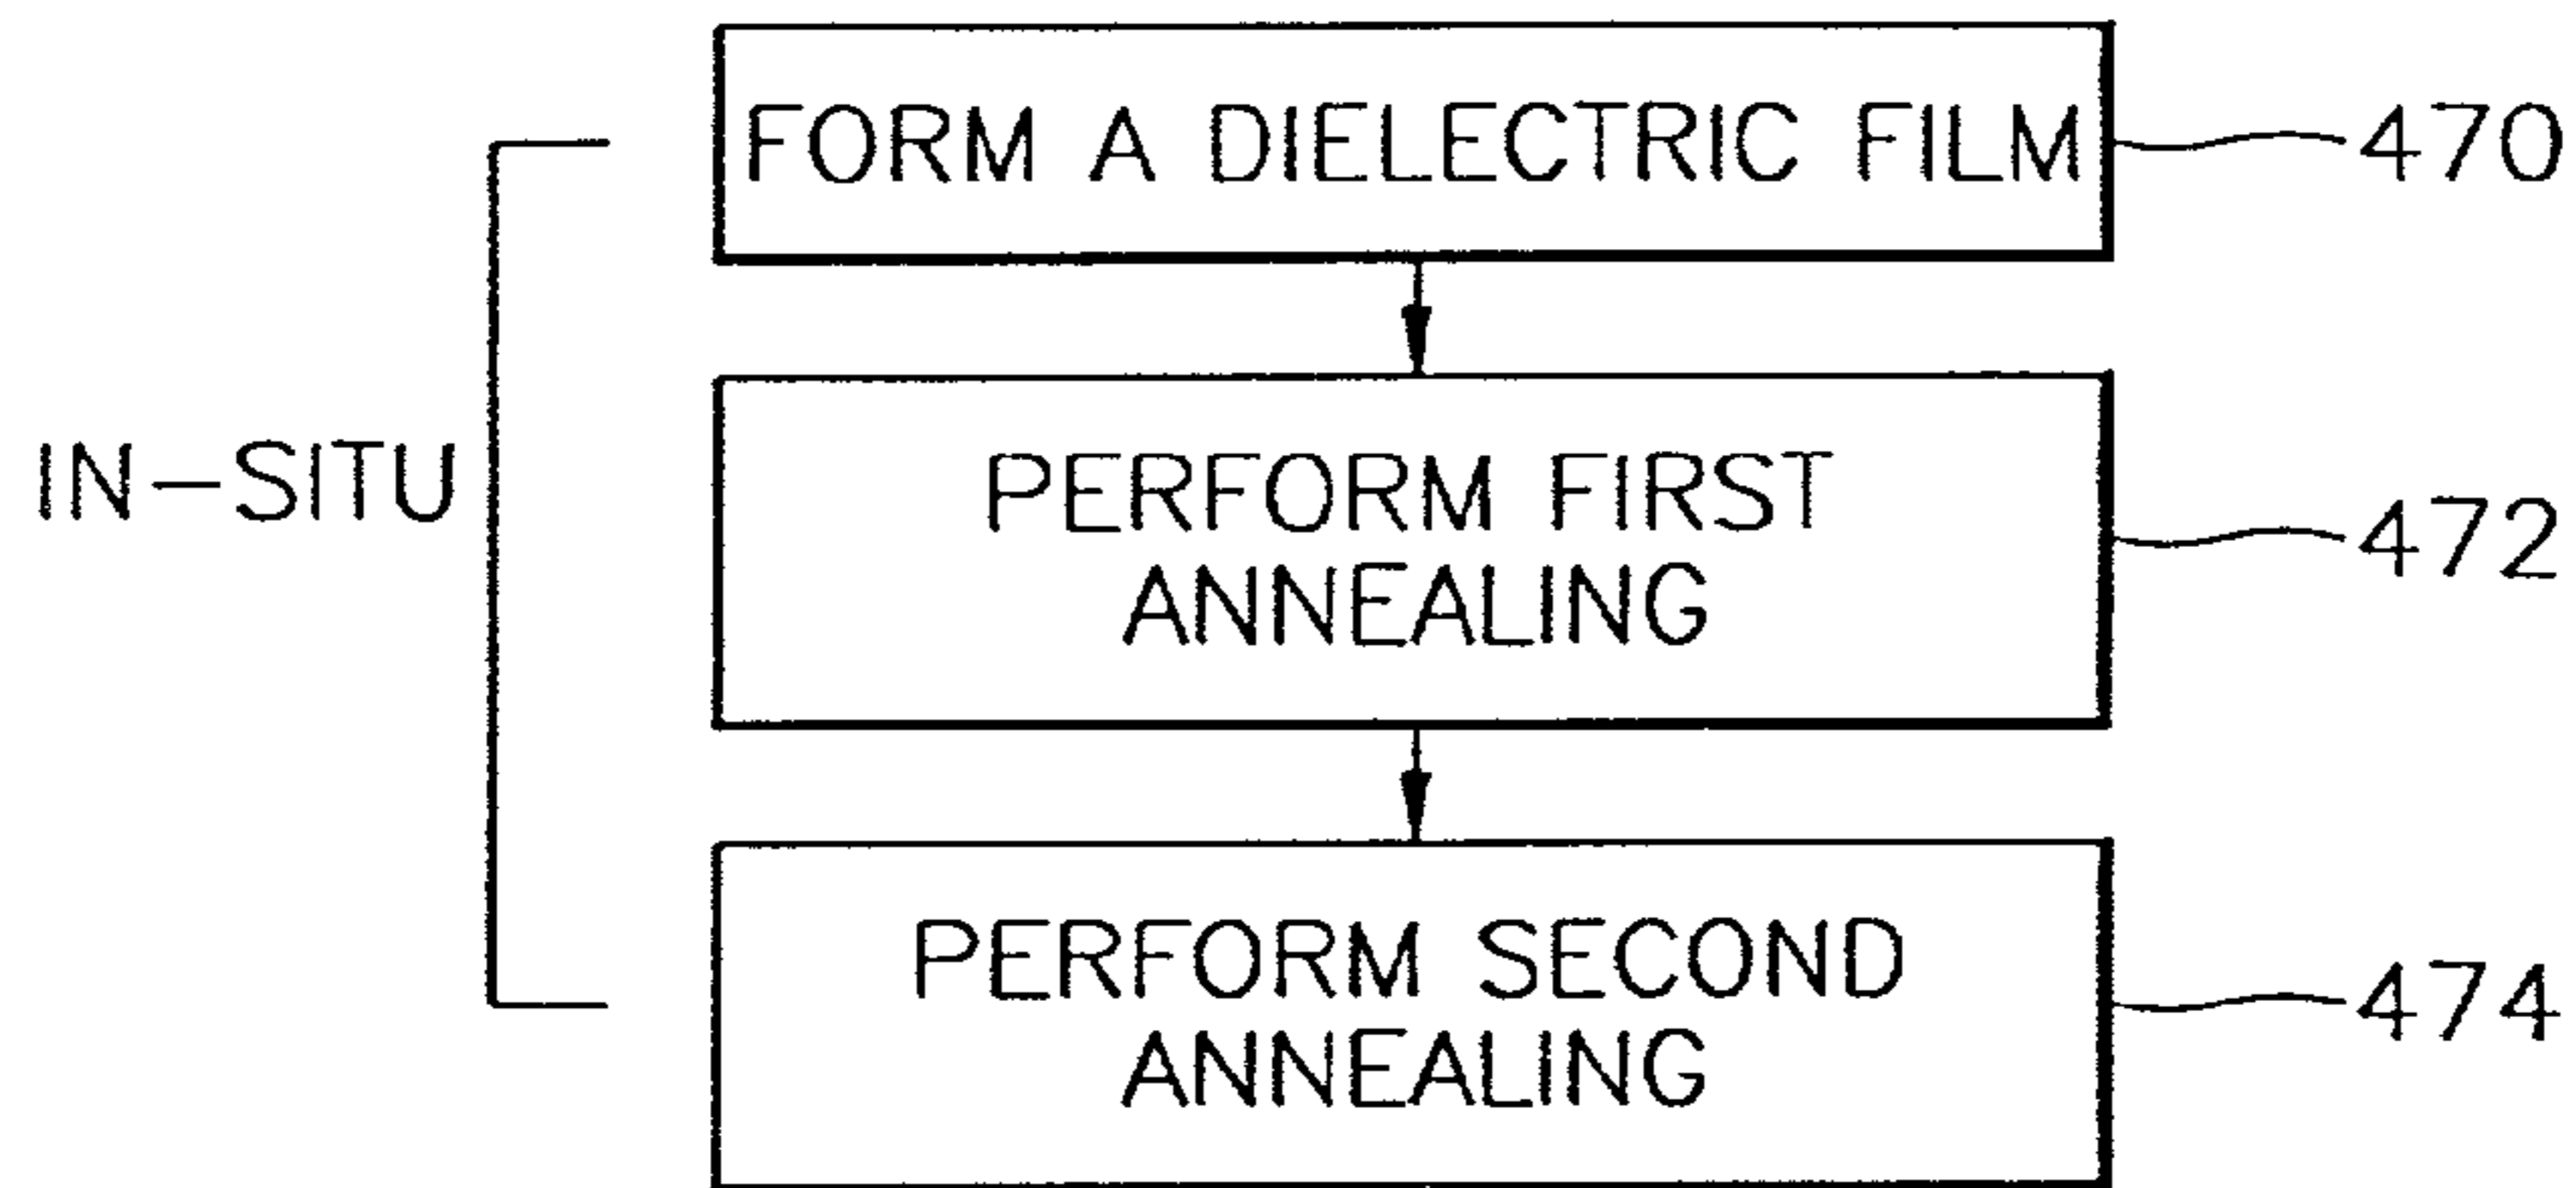 FORM A DIELECTRIC FILM
470
IN-SITU
PERFORM FIRST
ANNEALING
472
PERFORM SECOND
ANNEALING
474